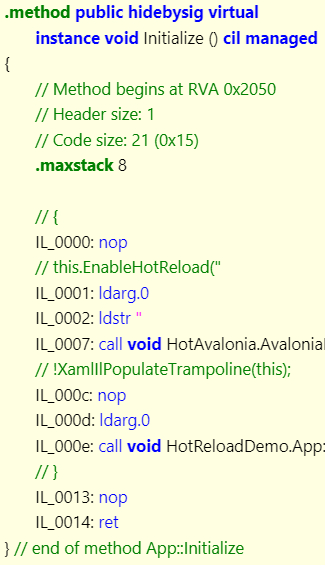 .method public hidebysig virtual
instance void Initialize () cil managed
{
// Method begins at RVA 0x2050
// Header size: 1
// Code size: 21 (0x15)
.maxstack 8
// {
IL_0000: nop
// this.EnableHotReload("
IL_0001: ldarg.0
IL_0002: ldstr "
IL_0007: call void HotAvalonia.Avalonia
// !XamlIlPopulateTrampoline(this);
IL_000c: nop
IL_000d: ldarg.0
IL_000e: call void HotReloadDemo.App:
// }
IL_0013: nop
IL_0014: ret
} // end of method App::Initialize